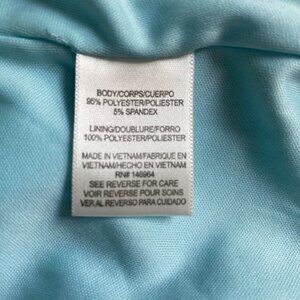 BODY/CORPS/CUERPO
95% POLYESTER/POLIESTER
5% SPANDEX
LINING/DOUBLURE/FORRO
100% POLYESTER/POLIESTER
MADE IN VIETNAM/FABRIQUE EN
VIETNAM/HECHO EN VIETNAM
RN# 146964
SEE REVERSE FOR CARE
VOIR REVERSE POUR SOINS
VER AL REVERSO PARA CUIDADO